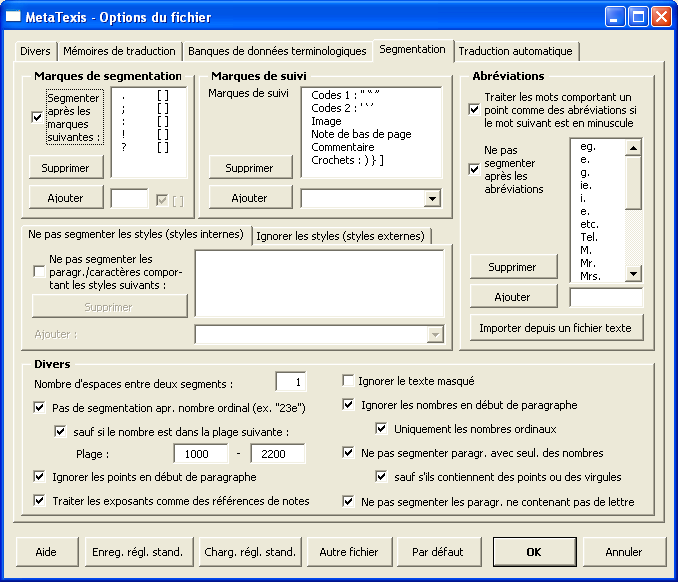 MetaTexis - Options du fichier
Divers
Mémoires de traduction
Banques de données terminologiques
Segmentation
Traduction automatique
Marques de segmentation
Segmenter
après les
marques
suivantes :
. [ ]
; [ ]
: [ ]
! [ ]
? [ ]
Supprimer
Ajouter
[ ]
Marques de suivi
Marques de suivi
Codes 1 : " “ ”
Codes 2 : ' ‘ ’
Image
Note de bas de page
Commentaire
Crochets : ) } ]
Supprimer
Ajouter
Abréviations
Traiter les mots comportant un
point comme des abréviations si
le mot suivant est en minuscule
Ne pas
segmenter
après les
abréviations
eg.
e.
g.
ie.
i.
e.
etc.
Tel.
M.
Mr.
Mrs.
Supprimer
Ajouter
Importer depuis un fichier texte
Ne pas segmenter les styles (styles internes)
Ignorer les styles (styles externes)
Ne pas segmenter les
paragr./caractères compor-
tant les styles suivants :
Supprimer
Ajouter :
Divers
Nombre d'espaces entre deux segments : 1
Pas de segmentation apr. nombre ordinal (ex. "23e")
sauf si le nombre est dans la plage suivante :
Plage : 1000 - 2200
Ignorer les points en début de paragraphe
Traiter les exposants comme des références de notes
Ignorer le texte masqué
Ignorer les nombres en début de paragraphe
Uniquement les nombres ordinaux
Ne pas segmenter paragr. avec seul. des nombres
sauf s'ils contiennent des points ou des virgules
Ne pas segmenter les paragr. ne contenant pas de lettre
Aide
Enreg. régl. stand.
Charg. régl. stand.
Autre fichier
Par défaut
OK
Annuler